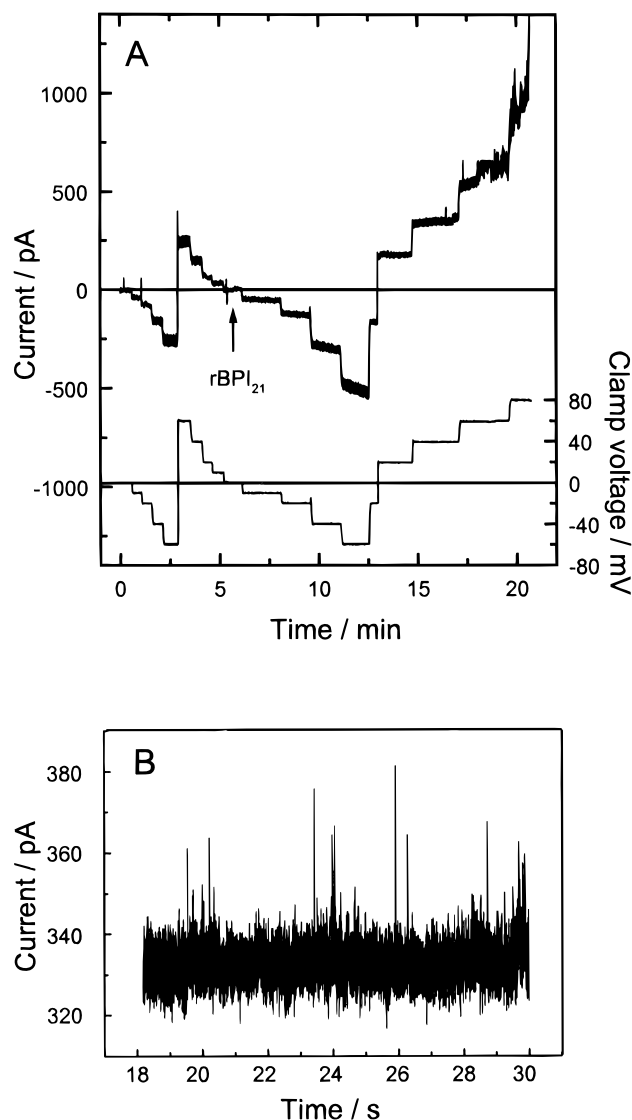 A
1000
500
0
-500
-1000
Current / pA
rBPI₂₁
80
40
0
-40
-80
Clamp voltage / mV
0 5 10 15 20
Time / min
B
380
360
340
320
Current / pA
18 20 22 24 26 28 30
Time / s